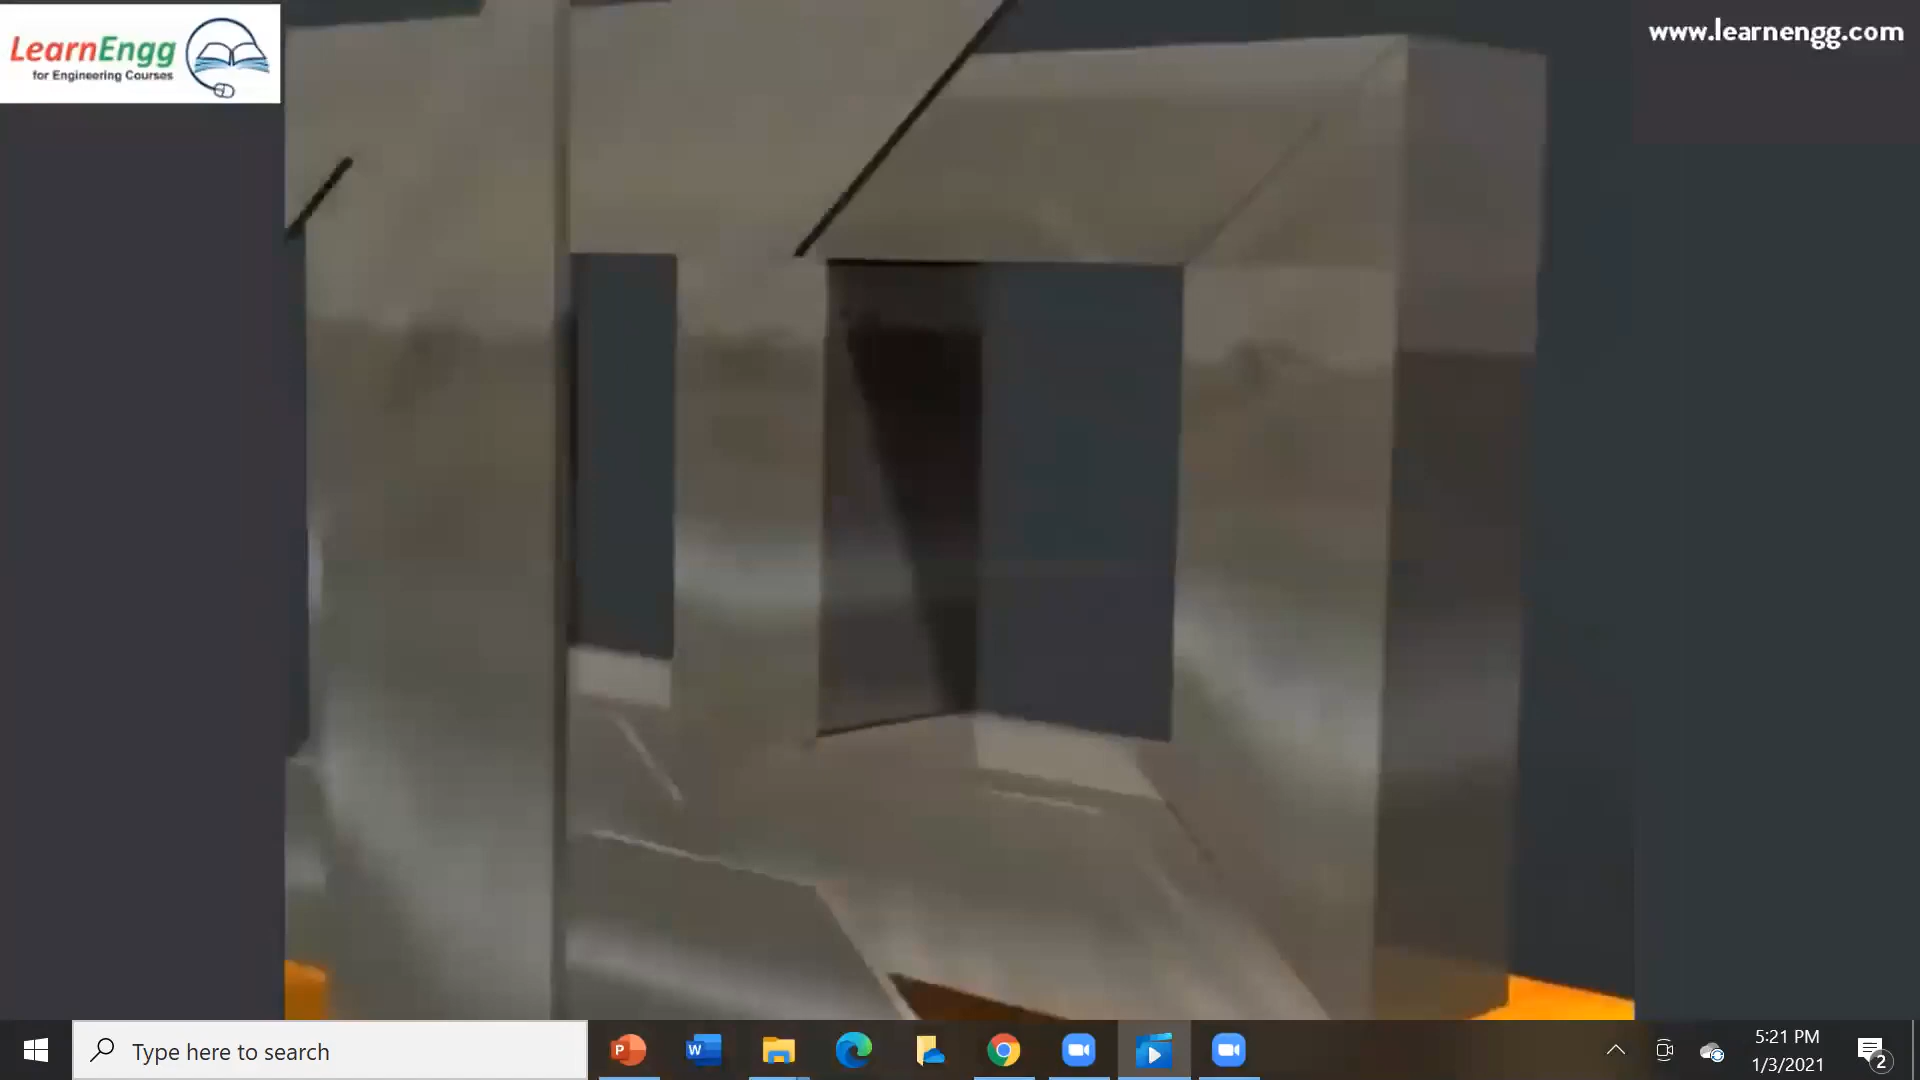 LearnEngg
for Engineering Courses
www.learnengg.com
Type here to search
P
W
5:21 PM
1/3/2021
2